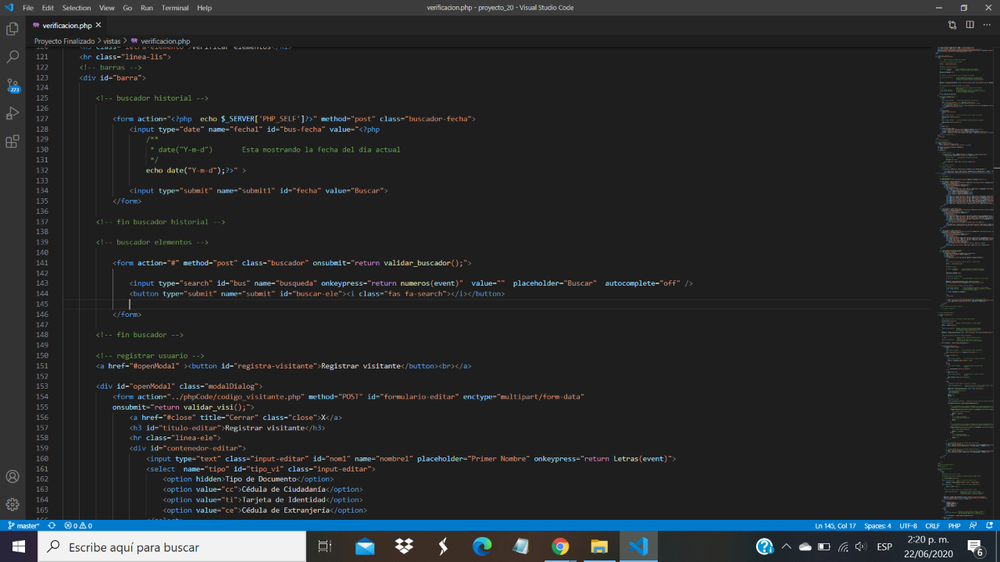 File Edit Selection View Go Run Terminal Help
verificacion.php - proyecto_20 - Visual Studio Code
verificacion.php
Proyecto Finalizado > vistas > verificacion.php
121 <hr class="linea-lis">
122 <!-- barras -->
123 <div id="barra">
124
125 <!-- buscador historial -->
126
127 <form action="<?php echo $_SERVER['PHP_SELF']?>" method="post" class="buscador-fecha">
128 <input type="date" name="fecha1" id="bus-fecha" value="<?php
129 /**
130 * date("Y-m-d") Esta mostrando la fecha del dia actual
131 */
132 echo date("Y-m-d");?>" >
133
134 <input type="submit" name="submit1" id="fecha" value="Buscar">
135 </form>
136
137 <!-- fin buscador historial -->
138
139 <!-- buscador elementos -->
140
141 <form action="#" method="post" class="buscador" onsubmit="return validar_buscador();">
142
143 <input type="search" id="bus" name="busqueda" onkeypress="return numeros(event)" value="" placeholder="Buscar" autocomplete="off" />
144 <button type="submit" name="submit" id="buscar-ele"><i class="fas fa-search"></i></button>
145
146 </form>
147
148 <!-- fin buscador -->
149
150 <!-- registrar usuario -->
151 <a href="#openModal" ><button id="registra-visitante">Registrar visitante</button><br></a>
152
153 <div id="openModal" class="modalDialog">
154 <form action="../phpCode/codigo_visitante.php" method="POST" id="formulario-editar" enctype="multipart/form-data"
155 onsubmit="return validar_visi();">
156 <a href="#close" title="Cerrar" class="close">X</a>
157 <h3 id="titulo-editar">Registrar visitante</h3>
158 <hr class="linea-ele">
159 <div id="contenedor-editar">
160 <input type="text" class="input-editar" id="nom1" name="nombre1" placeholder="Primer Nombre" onkeypress="return Letras(event)">
161 <select name="tipo" id="tipo_v1" class="input-editar">
162 <option hidden>Tipo de Documento</option>
163 <option value="cc">Cédula de Ciudadanía</option>
164 <option value="ti">Tarjeta de Identidad</option>
165 <option value="ce">Cédula de Extranjería</option>
223
master* 0 0 Ln 145, Col 17 Spaces: 4 UTF-8 CRLF PHP
Escribe aquí para buscar
ESP
2:20 p. m.
22/06/2020
6